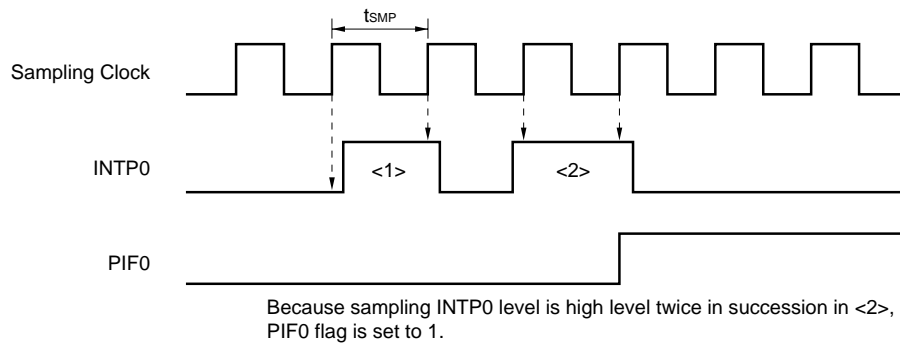 tSMP
Sampling Clock
INTP0
<1>
<2>
PIF0
Because sampling INTP0 level is high level twice in succession in <2>,
PIF0 flag is set to 1.